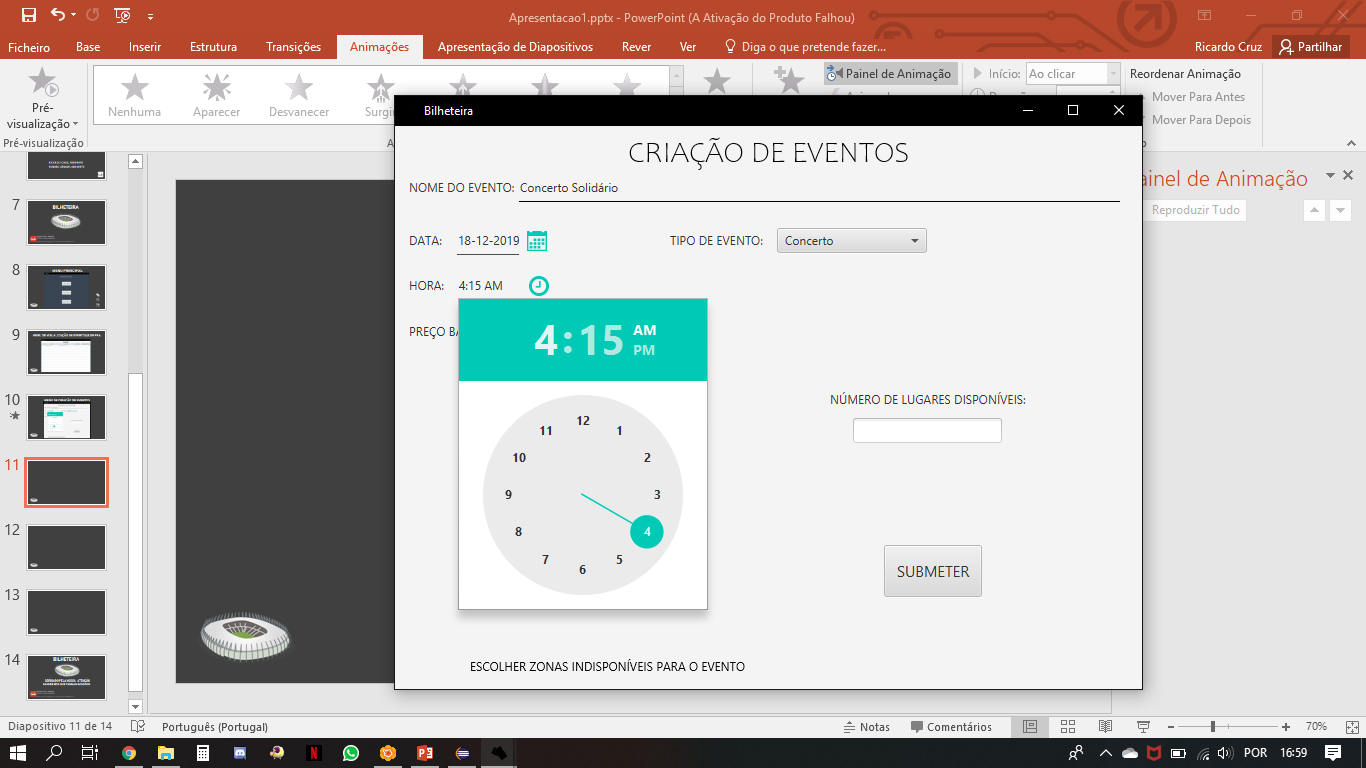 Apresentacao1.pptx - PowerPoint (A Ativação do Produto Falhou)
Ficheiro Base Inserir Estrutura Transições Animações Apresentação de Diapositivos Rever Ver Diga o que pretende fazer... Ricardo Cruz Partilhar
Pré-visualização
Nenhuma Aparecer Desvanecer
Painel de Animação
Início: Ao clicar
Reordenar Animação
Mover Para Antes
Mover Para Depois
Pré-visualização
Bilheteira
CRIAÇÃO DE EVENTOS
NOME DO EVENTO: Concerto Solidário
DATA: 18-12-2019 TIPO DE EVENTO: Concerto
HORA: 4:15 AM
PREÇO
4:15 AM
PM
12
11 1
10 2
9 3
8 4
7 5
6
NÚMERO DE LUGARES DISPONÍVEIS:
SUBMETER
ESCOLHER ZONAS INDISPONÍVEIS PARA O EVENTO
de Animação
Reproduzir Tudo
7
BILHETEIRA
8
MENU PRINCIPAL
9
10
11
12
13
14
BILHETEIRA
Diapositivo 11 de 14 Português (Portugal) Notas Comentários 70%
POR 16:59